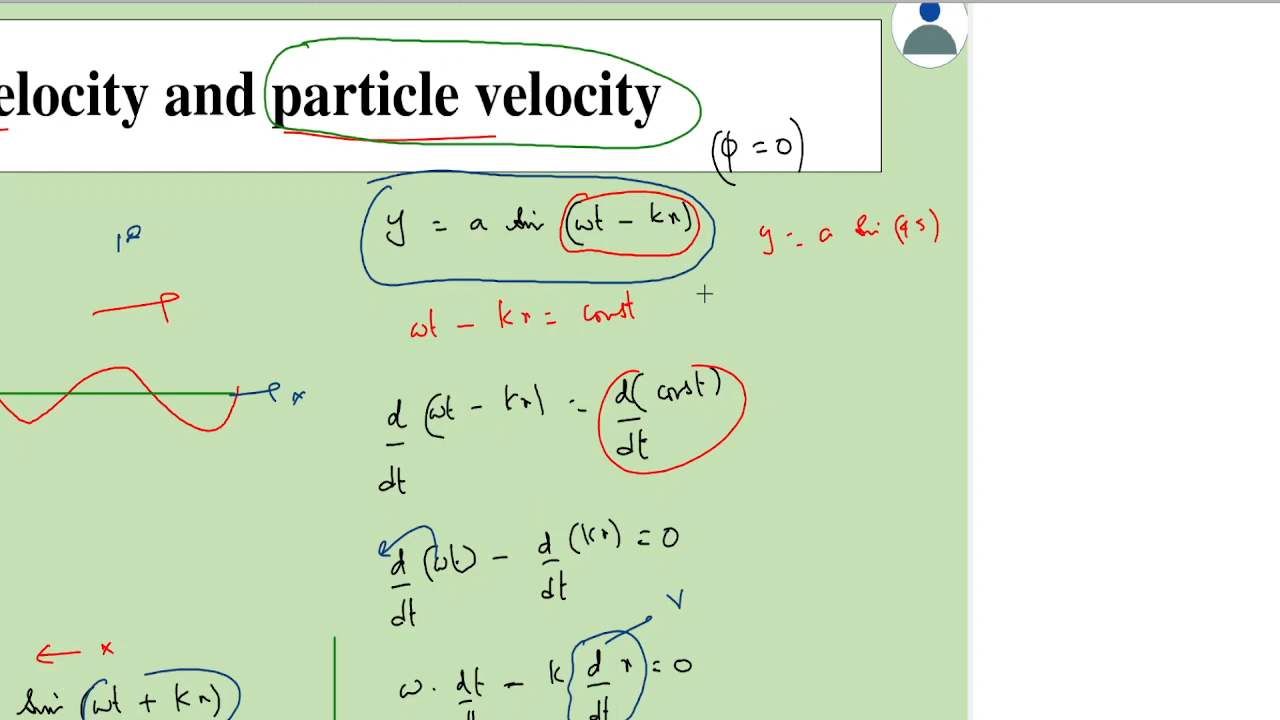 elocity and particle velocity
(φ = 0)
y = a sin (ωt – kx)
y = a sin (45)
ωt – kx = const
x
d/dt (ωt – kx) = d/dt (const)
d/dt (ωt) – d/dt (kx) = 0
v
ω. dt/dt – k d/dt x = 0
← x
sin (ωt + kx)